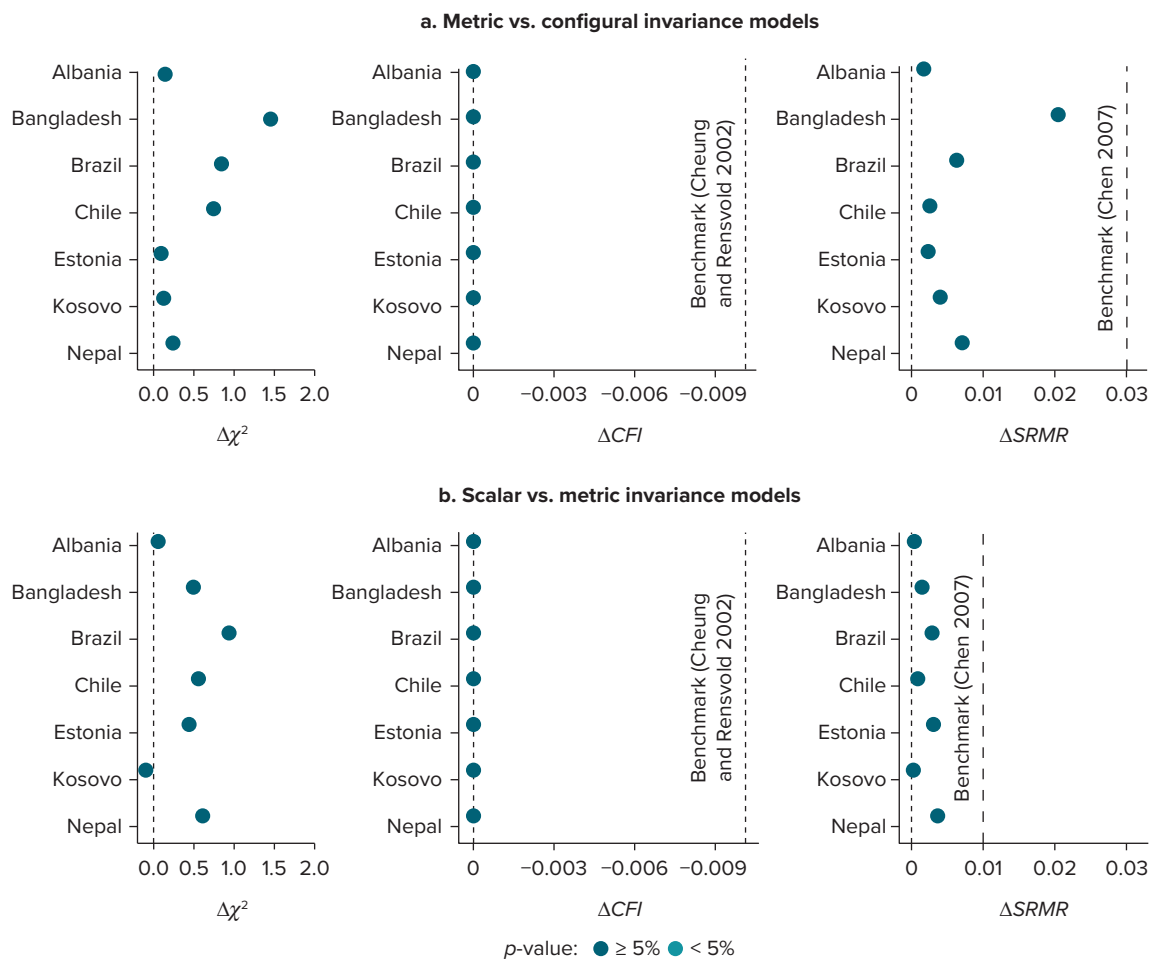 a. Metric vs. configural invariance models
Albania
Bangladesh
Brazil
Chile
Estonia
Kosovo
Nepal
0.0 0.5 1.0 1.5 2.0
Δχ²
Albania
Bangladesh
Brazil
Chile
Estonia
Kosovo
Nepal
Benchmark (Cheung
and Rensvold 2002)
0 −0.003 −0.006 −0.009
ΔCFI
Albania
Bangladesh
Brazil
Chile
Estonia
Kosovo
Nepal
Benchmark (Chen 2007)
0 0.01 0.02 0.03
ΔSRMR
b. Scalar vs. metric invariance models
Albania
Bangladesh
Brazil
Chile
Estonia
Kosovo
Nepal
0.0 0.5 1.0 1.5 2.0
Δχ²
Albania
Bangladesh
Brazil
Chile
Estonia
Kosovo
Nepal
Benchmark (Cheung
and Rensvold 2002)
0 −0.003 −0.006 −0.009
ΔCFI
Albania
Bangladesh
Brazil
Chile
Estonia
Kosovo
Nepal
Benchmark (Chen 2007)
0 0.01 0.02 0.03
ΔSRMR
p-value: ≥ 5% < 5%